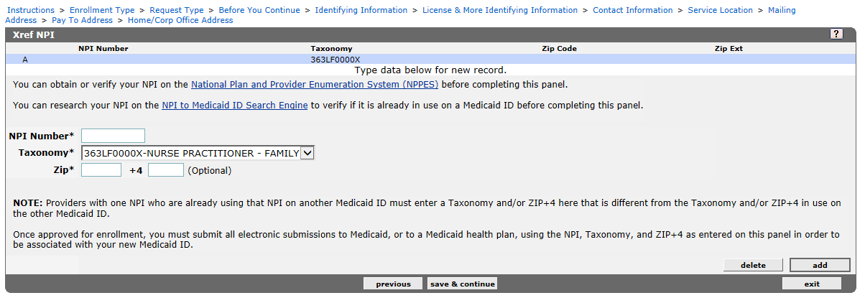 Instructions > Enrollment Type > Request Type > Before You Continue > Identifying Information > License & More Identifying Information > Contact Information > Service Location > Mailing
Address > Pay To Address > Home/Corp Office Address
Xref NPI ?
NPI Number Taxonomy Zip Code Zip Ext
A 363LF0000X
Type data below for new record.
You can obtain or verify your NPI on the National Plan and Provider Enumeration System (NPPES) before completing this panel.
You can research your NPI on the NPI to Medicaid ID Search Engine to verify if it is already in use on a Medicaid ID before completing this panel.
NPI Number*
Taxonomy* 363LF0000X-NURSE PRACTITIONER - FAMILY
Zip* +4 (Optional)
NOTE: Providers with one NPI who are already using that NPI on another Medicaid ID must enter a Taxonomy and/or ZIP+4 here that is different from the Taxonomy and/or ZIP+4 in use on
the other Medicaid ID.
Once approved for enrollment, you must submit all electronic submissions to Medicaid, or to a Medicaid health plan, using the NPI, Taxonomy, and ZIP+4 as entered on this panel in order to
be associated with your new Medicaid ID.
delete add
previous save & continue exit